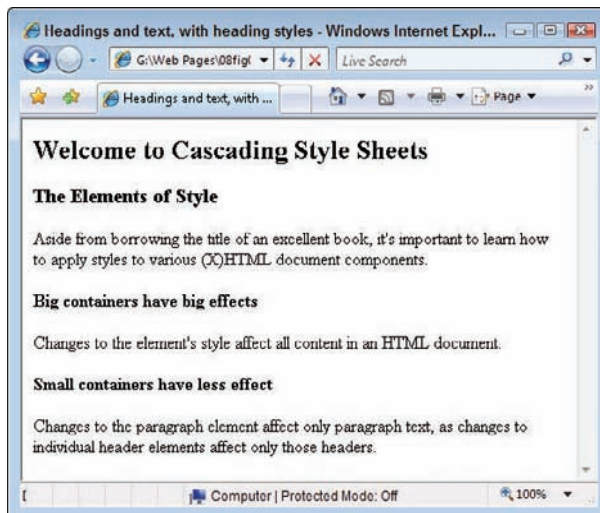 Headings and text, with heading styles - Windows Internet Expl...
G:\Web Pages\08fig(
Live Search
Headings and text, with ...
Page
Welcome to Cascading Style Sheets
The Elements of Style
Aside from borrowing the title of an excellent book, it's important to learn how
to apply styles to various (X)HTML document components.
Big containers have big effects
Changes to the element's style affect all content in an HTML document.
Small containers have less effect
Changes to the paragraph element affect only paragraph text, as changes to
individual header elements affect only those headers.
Computer | Protected Mode: Off
100%